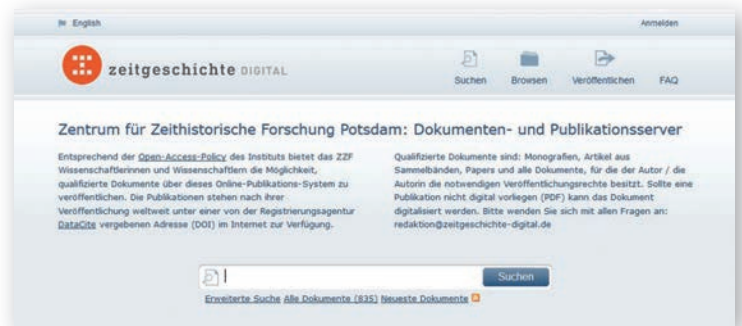 English
Anmelden
zeitgeschichte DIGITAL
Suchen
Browsen
Veröffentlichen
FAQ
Zentrum für Zeithistorische Forschung Potsdam: Dokumenten- und Publikationsserver
Entsprechend der Open-Access-Policy des Instituts bietet das ZZF
Wissenschaftlerinnen und Wissenschaftlern die Möglichkeit,
qualifizierte Dokumente über dieses Online-Publikations-System zu
veröffentlichen. Die Publikationen stehen nach ihrer
Veröffentlichung weltweit unter einer von der Registrierungsagentur
DataCite vergebenen Adresse (DOI) im Internet zur Verfügung.
Qualifizierte Dokumente sind: Monografien, Artikel aus
Sammelbänden, Papers und alle Dokumente, für die der Autor / die
Autorin die notwendigen Veröffentlichungsrechte besitzt. Sollte eine
Publikation nicht digital vorliegen (PDF) kann das Dokument
digitalisiert werden. Bitte wenden Sie sich mit allen Fragen an:
redaktion@zeitgeschichte-digital.de
Suchen
Erweiterte Suche Alle Dokumente (835) Neueste Dokumente